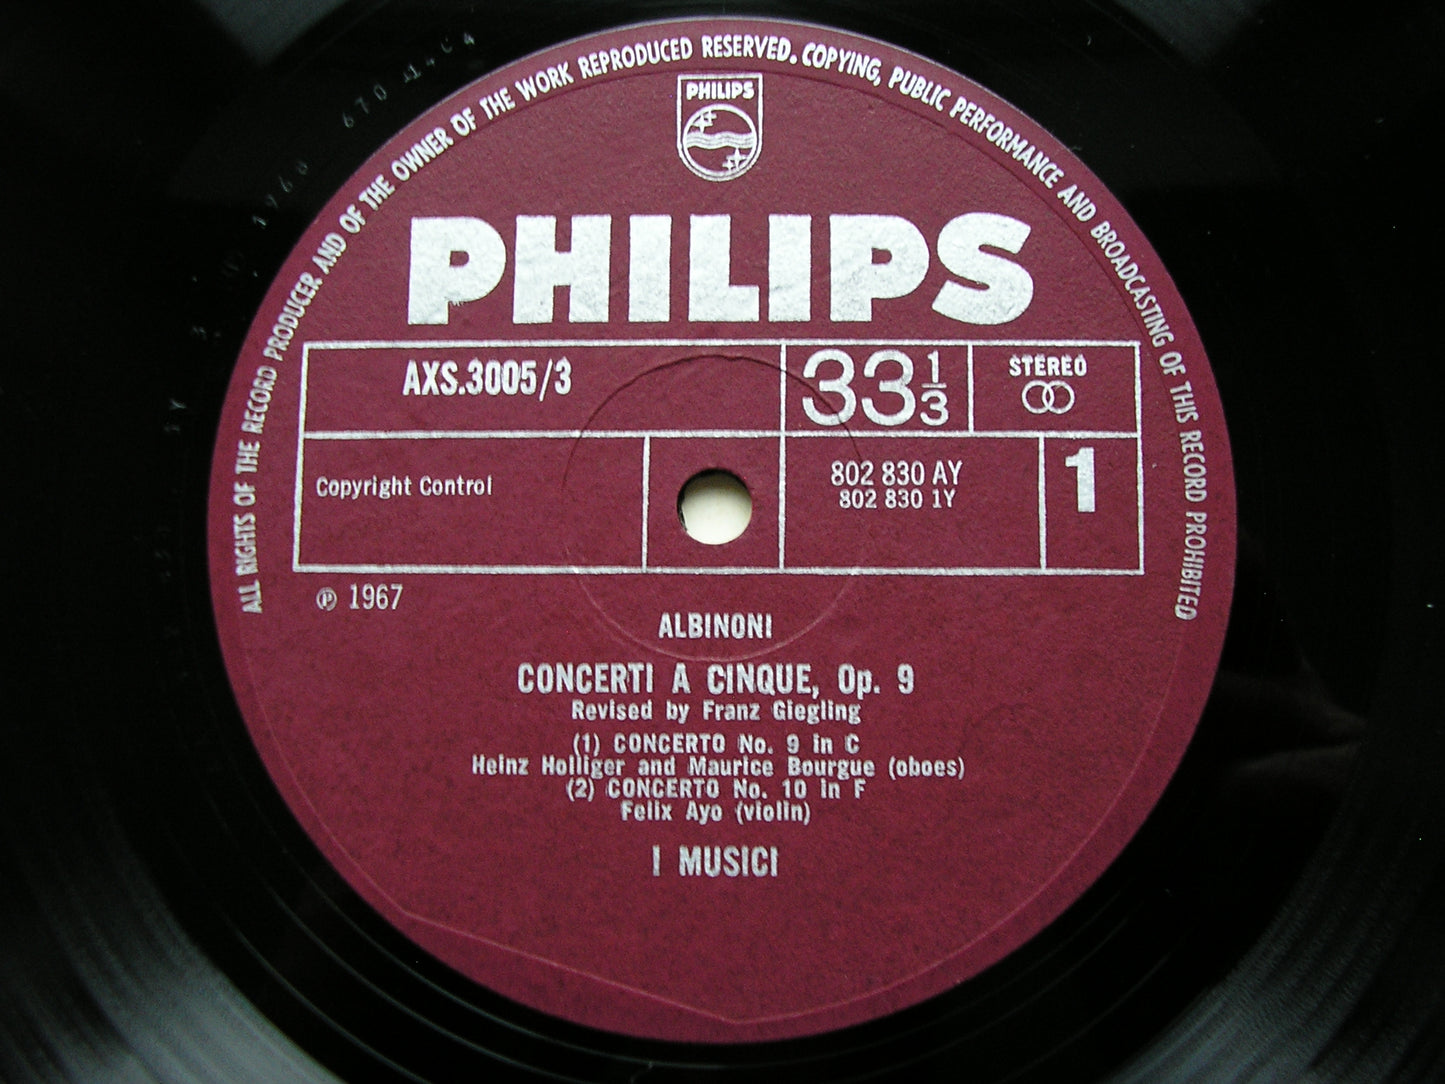 ALL RIGHTS OF THE RECORD PRODUCER AND OF THE OWNER OF THE WORK REPRODUCED RESERVED. COPYING, PUBLIC PERFORMANCE AND BROADCASTING OF THIS RECORD PROHIBITED
PHILIPS
PHILIPS
AXS.3005/3
33 1/3
STEREO
Copyright Control
802 830 AY
802 830 1Y
1
℗ 1967
ALBINONI
CONCERTI A CINQUE, Op. 9
Revised by Franz Giegling
(1) CONCERTO No. 9 in C
Heinz Holliger and Maurice Bourgue (oboes)
(2) CONCERTO No. 10 in F
Felix Ayo (violin)
I MUSICI